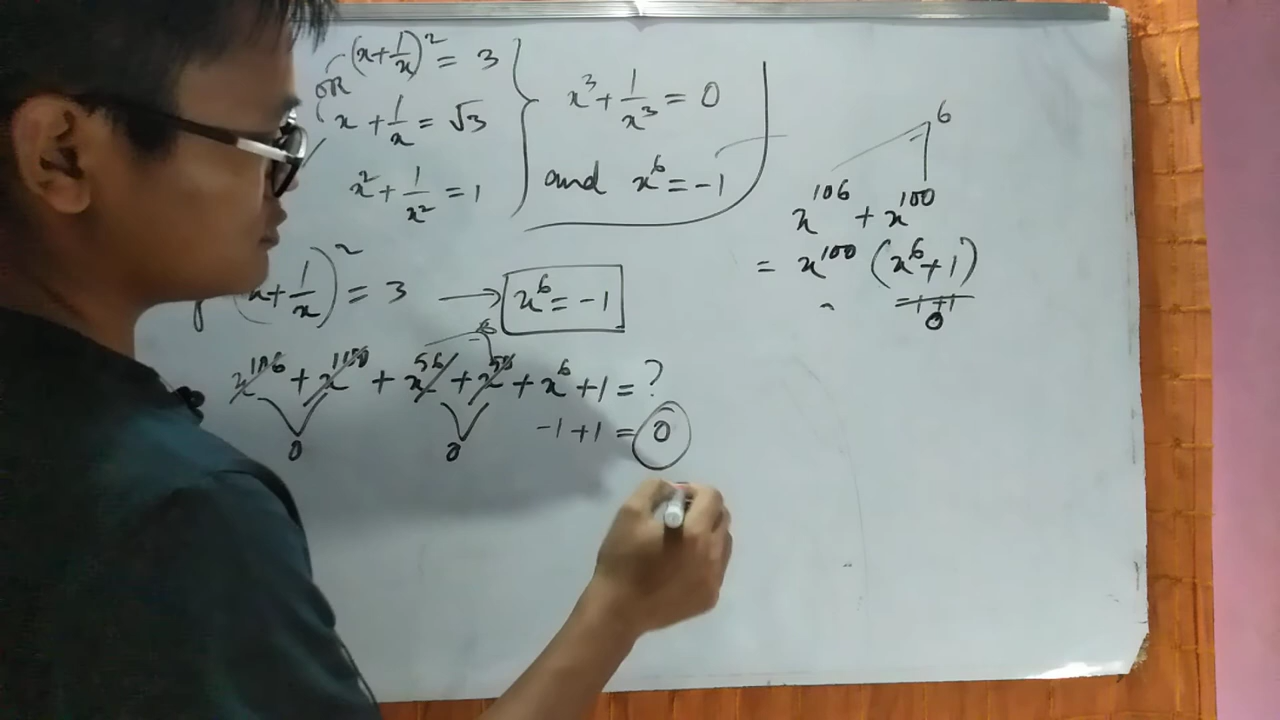 OR (x+1/x)² = 3
x + 1/x = √3
x² + 1/x² = 1
x³ + 1/x³ = 0
and x⁶ = -1
(x+1/x)² = 3 → x⁶ = -1
x¹⁰⁶ + x¹⁰⁰ + x⁵⁶ + x⁵⁰ + x⁶ + 1 = ?
0 0 -1+1 = 0
6
x¹⁰⁶ + x¹⁰⁰
= x¹⁰⁰ (x⁶+1)
0